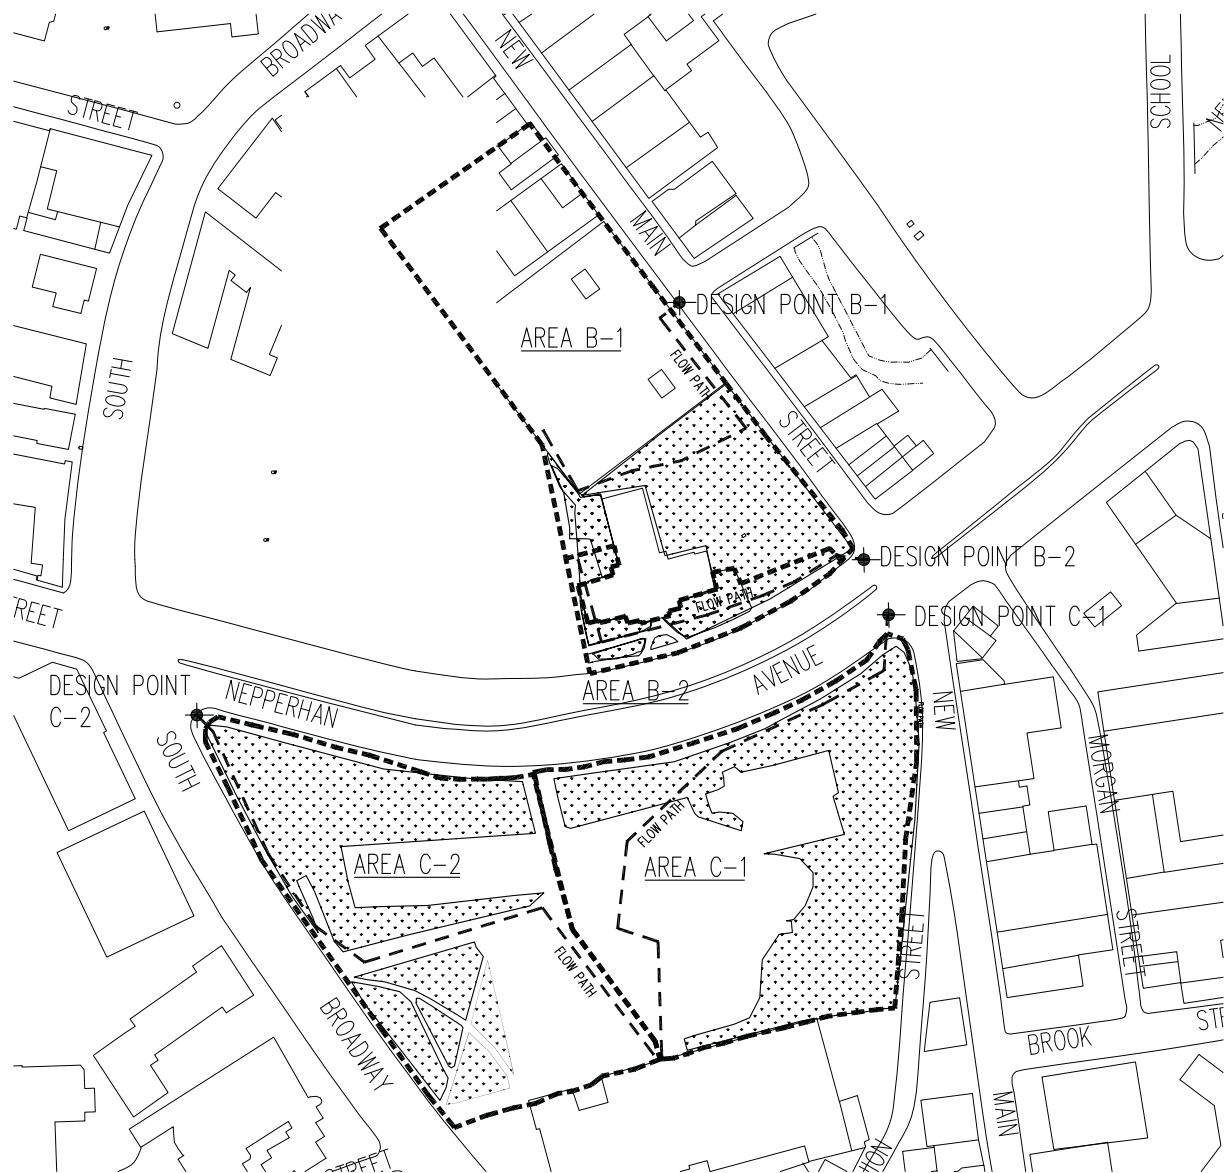 BROADWA
NEW
STREET
SCHOOL
MAIN
DESIGN POINT B-1
AREA B-1
FLOW PATH
SOUTH
STREET
DESIGN POINT B-2
FLOW PATH
REET
DESIGN POINT C-1
AVENUE
AREA B-2
DESIGN POINT
C-2
NEPPERHAN
NEW
SOUTH
MORGAN
FLOW PATH
AREA C-2
AREA C-1
STREET
STREET
FLOW PATH
BROADWAY
BROOK
STR
MAIN
STREET